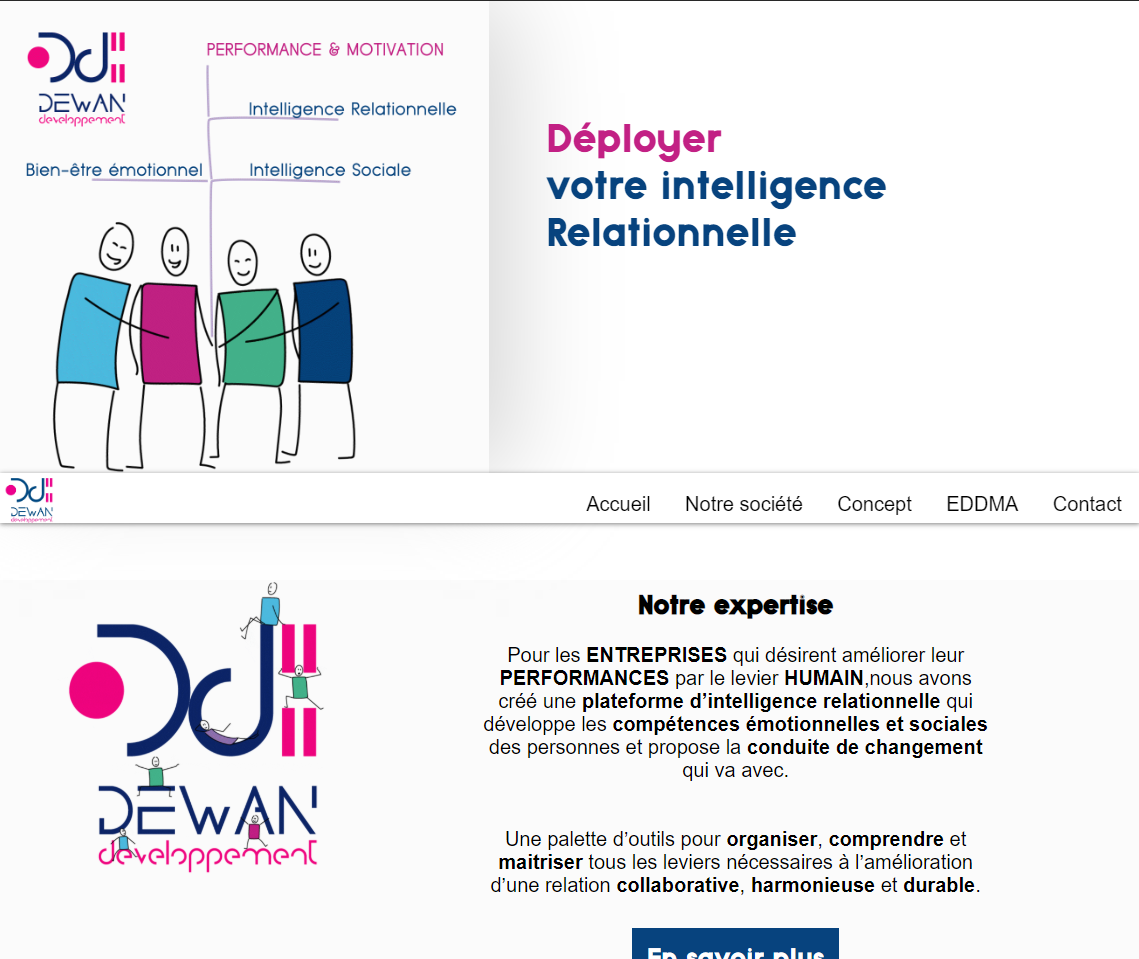 DEWAN'
developpement
PERFORMANCE & MOTIVATION
Intelligence Relationnelle
Bien-être émotionnel
Intelligence Sociale
Déployer
votre intelligence
Relationnelle
DEWAN'
developpement
Accueil
Notre société
Concept
EDDMA
Contact
DEWAN'
developpement
Notre expertise
Pour les ENTREPRISES qui désirent améliorer leur
PERFORMANCES par le levier HUMAIN,nous avons
créé une plateforme d’intelligence relationnelle qui
développe les compétences émotionnelles et sociales
des personnes et propose la conduite de changement
qui va avec.
Une palette d’outils pour organiser, comprendre et
maitriser tous les leviers nécessaires à l’amélioration
d’une relation collaborative, harmonieuse et durable.
En savoir plus